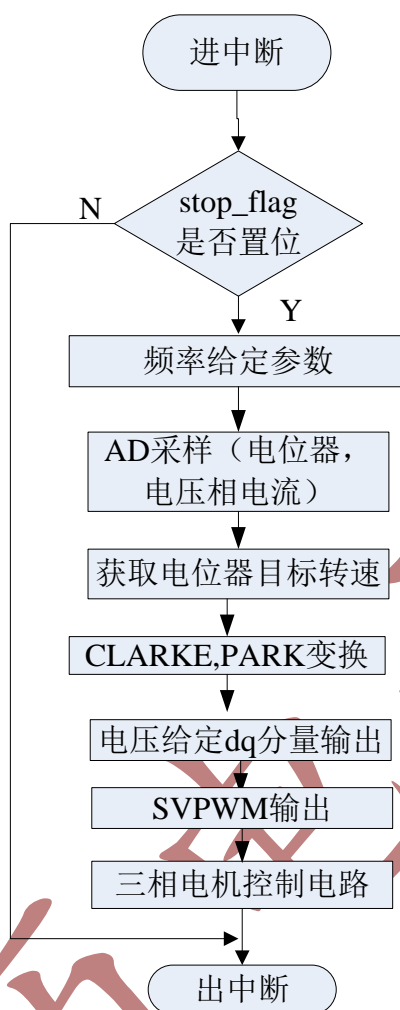 进中断
N
stop_flag
是否置位
Y
频率给定参数
AD采样（电位器，
电压相电流）
获取电位器目标转速
CLARKE,PARK变换
电压给定dq分量输出
SVPWM输出
三相电机控制电路
出中断